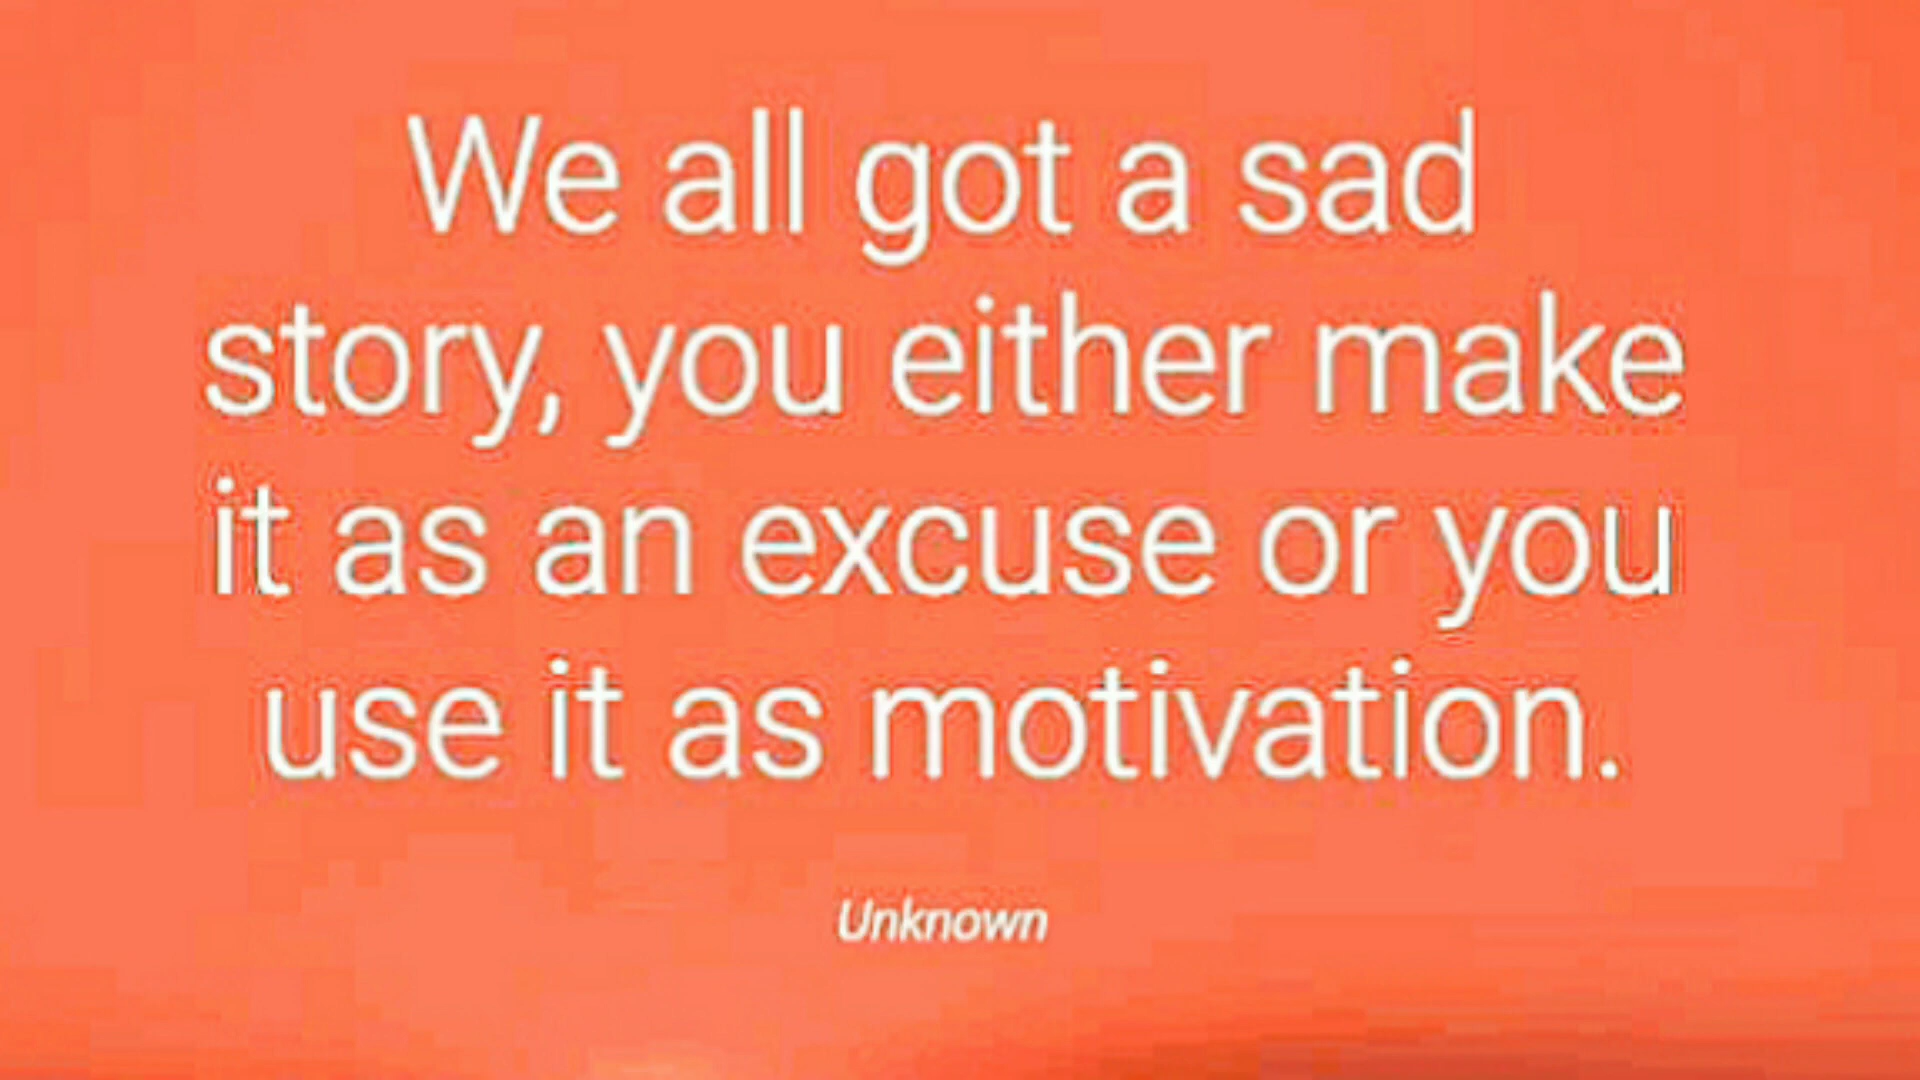 We all got a sad
story, you either make
it as an excuse or you
use it as motivation.
Unknown